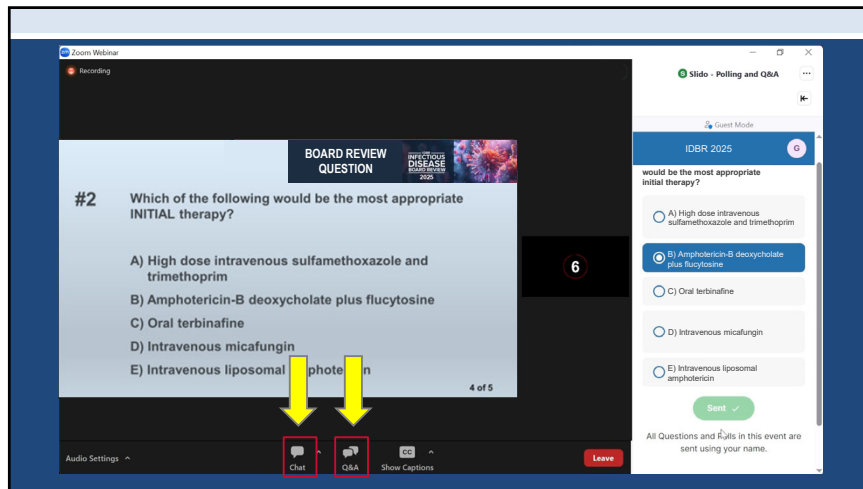 Zoom Webinar
Recording
BOARD REVIEW
QUESTION
INFECTIOUS
DISEASE
BOARD REVIEW
2025
#2
Which of the following would be the most appropriate
INITIAL therapy?
A) High dose intravenous sulfamethoxazole and
trimethoprim
B) Amphotericin-B deoxycholate plus flucytosine
C) Oral terbinafine
D) Intravenous micafungin
E) Intravenous liposomal
4 of 5
6
Audio Settings
Chat
Q&A
CC
Show Captions
Leave
Slido - Polling and Q&A
Guest Mode
IDBR 2025
G
would be the most appropriate
initial therapy?
A) High dose intravenous
sulfamethoxazole and trimethoprim
B) Amphotericin-B deoxycholate
plus flucytosine
C) Oral terbinafine
D) Intravenous micafungin
E) Intravenous liposomal
amphotericin
Sent
All Questions and Polls in this event are
sent using your name.